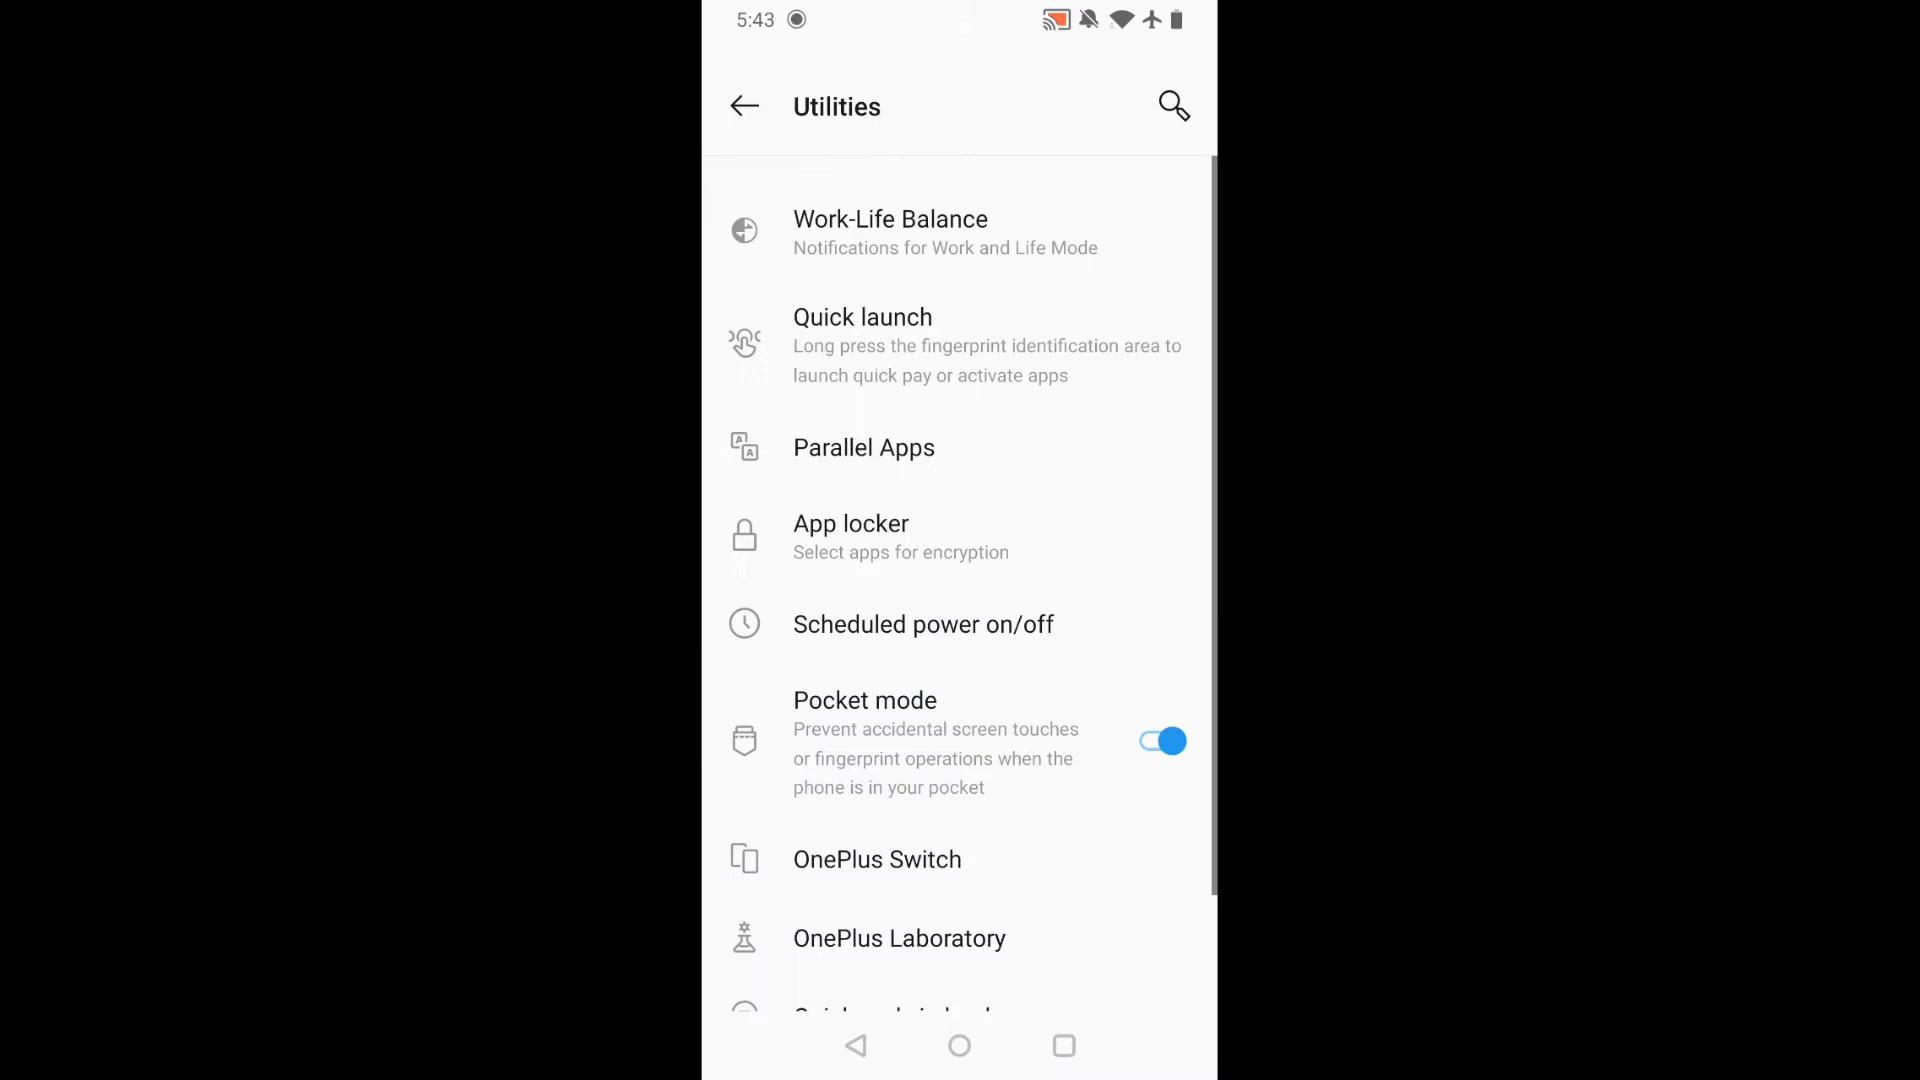 5:43
Utilities
Work-Life Balance
Notifications for Work and Life Mode
Quick launch
Long press the fingerprint identification area to
launch quick pay or activate apps
Parallel Apps
App locker
Select apps for encryption
Scheduled power on/off
Pocket mode
Prevent accidental screen touches
or fingerprint operations when the
phone is in your pocket
OnePlus Switch
OnePlus Laboratory